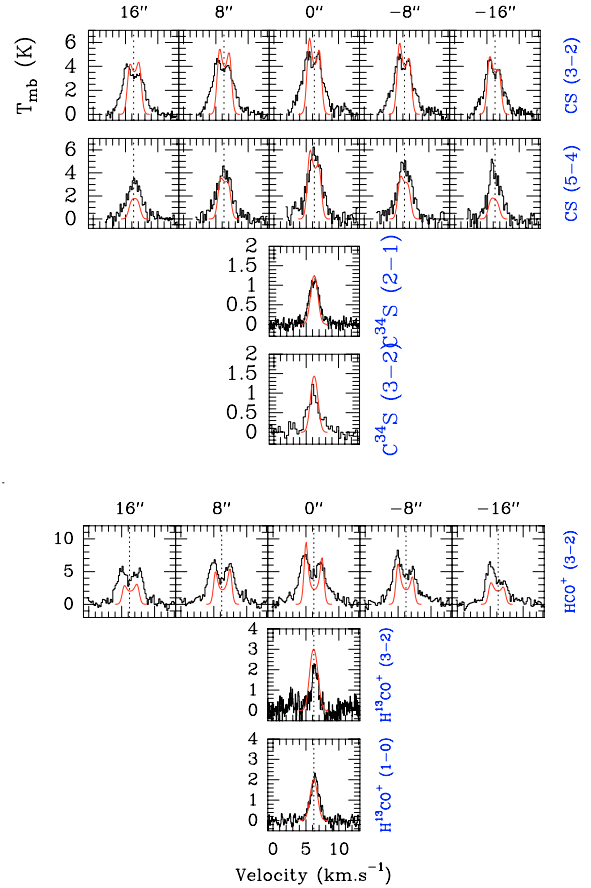 16″ 8″ 0″ −8″ −16″
T_mb (K)
6
4
2
0
CS (3−2)
6
4
2
0
CS (5−4)
2
1.5
1
0.5
0
C³⁴S (2−1)
2
1.5
1
0.5
0
C³⁴S (3−2)
16″ 8″ 0″ −8″ −16″
10
5
0
HCO⁺ (3−2)
4
3
2
1
0
H¹³CO⁺ (3−2)
4
3
2
1
0
H¹³CO⁺ (1−0)
0 5 10
Velocity (km.s⁻¹)